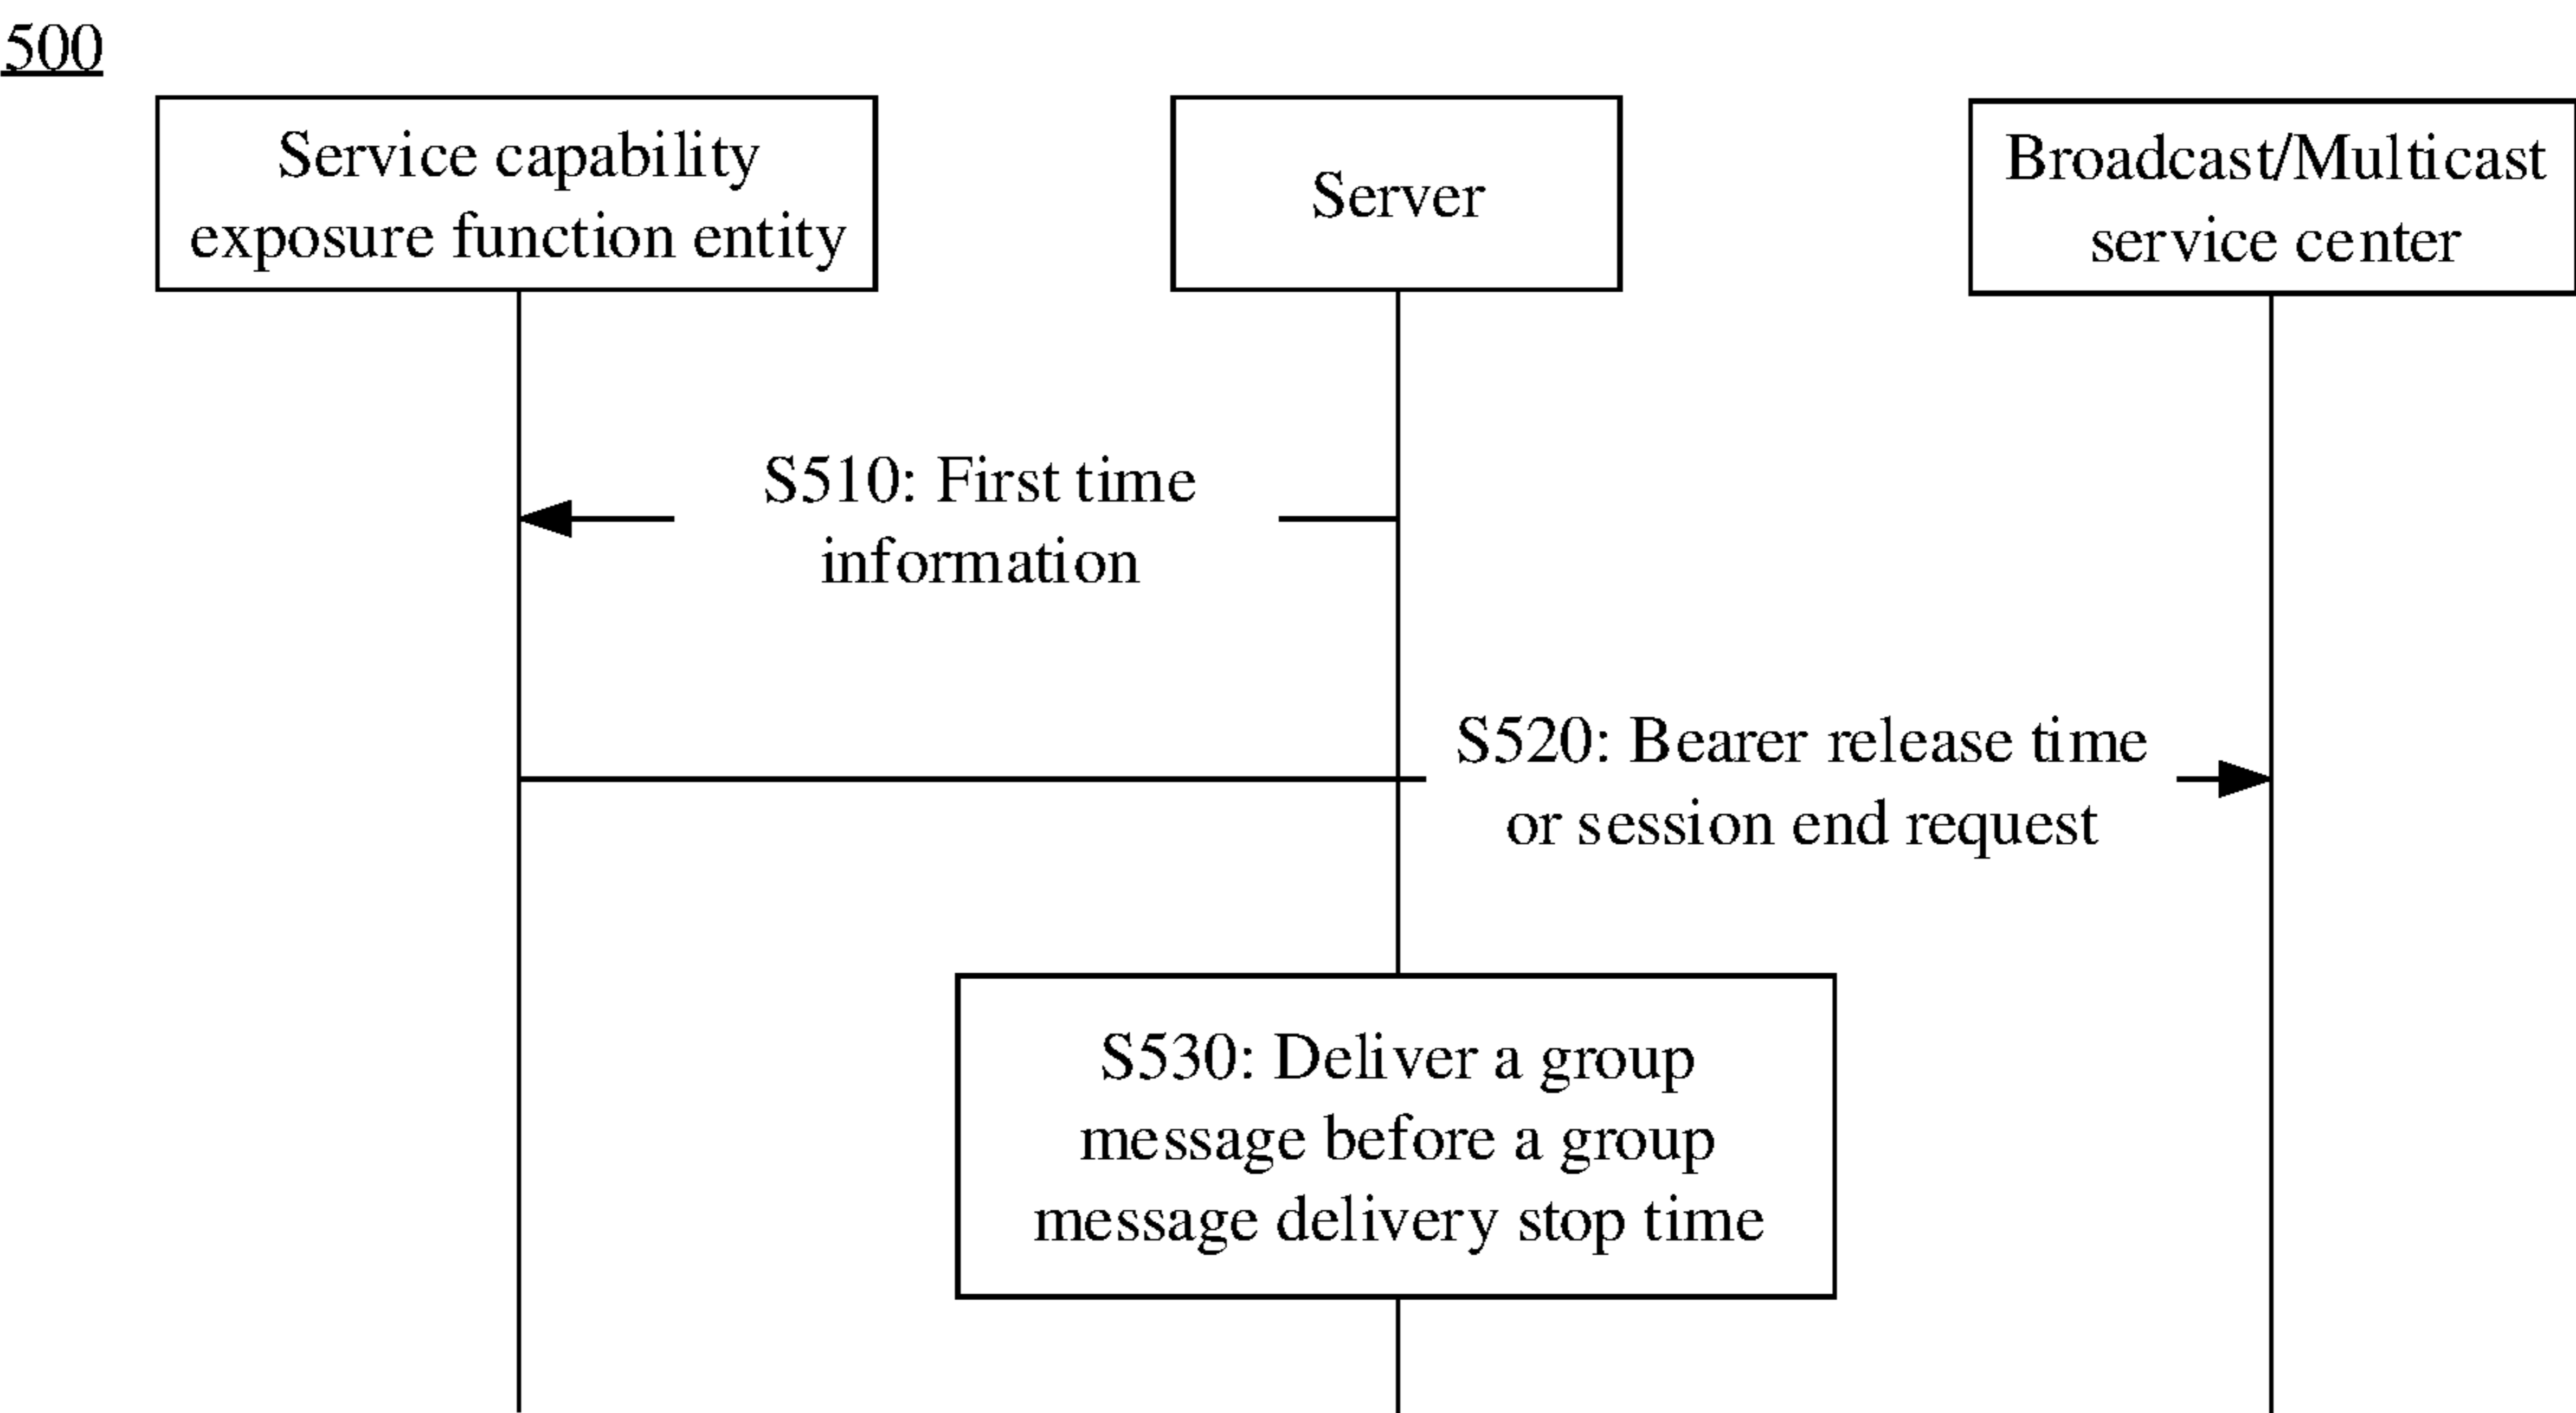 500
Service capability
exposure function entity
Server
Broadcast/Multicast
service center
S510: First time
information
S520: Bearer release time
or session end request
S530: Deliver a group
message before a group
message delivery stop time